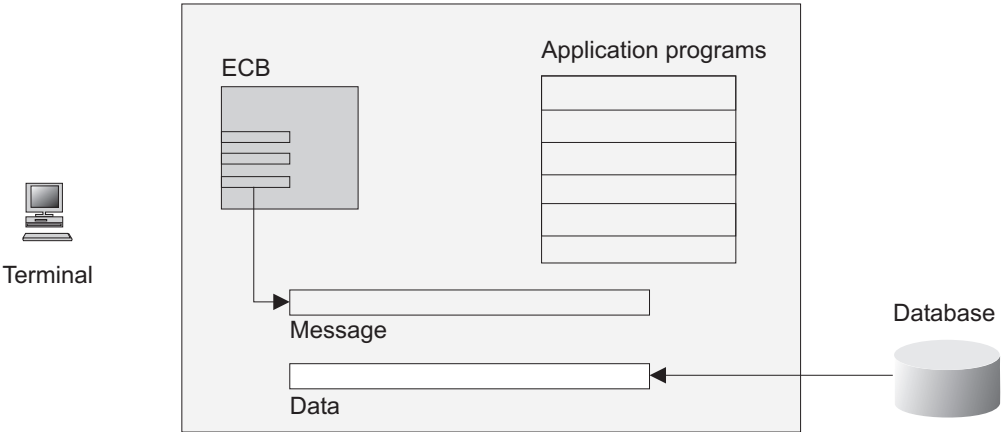 Application programs
ECB
Terminal
Message
Database
Data